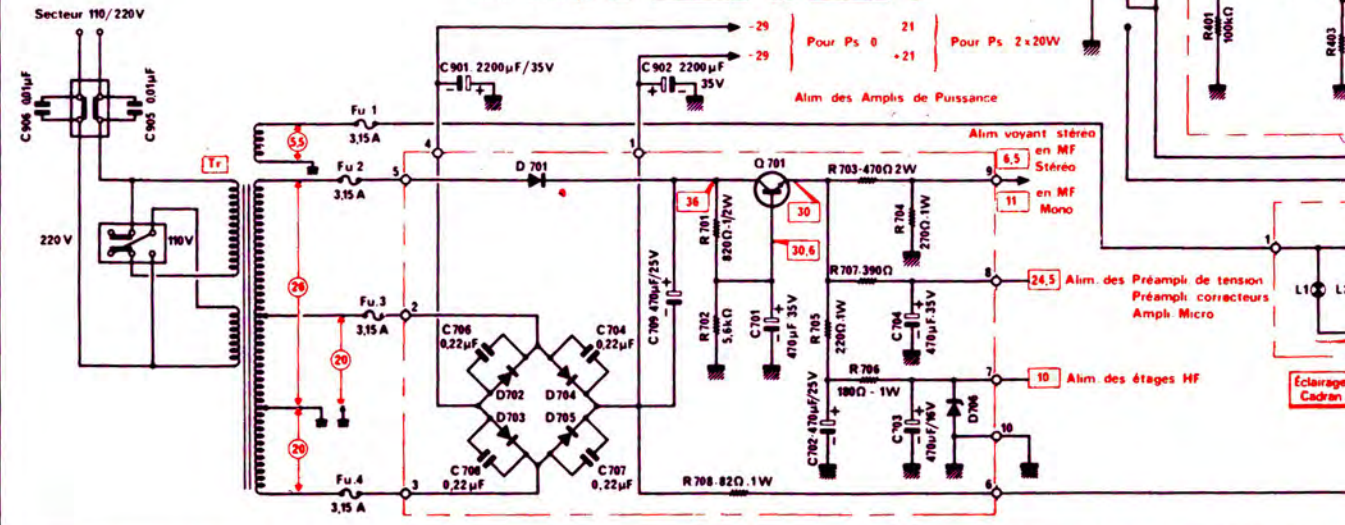 Secteur 110/220V
C 906 0,01µF
C 905 0,01µF
Tr
220 V
110V
5,5
26
20
20
Fu 1
3,15 A
Fu 2
3,15 A
Fu.3
3,15 A
Fu.4
3,15 A
C 901. 2200µF/35V
C 902 2200µF
35V
-29
-29
Pour Ps 0
21
+21
Pour Ps 2x20W
Alim des Amplis de Puissance
4
1
5
2
3
D 701
C 706
0,22µF
C 704
0,22µF
D702
D704
D703
D705
C 708
0,22µF
C 707
0,22µF
C 709 470µF/25V
36
R 701
820Ω-1/2W
R 702
5,6kΩ
Q 701
30
30,6
C 701
470µF 35V
R 703-470Ω 2W
R 704
270Ω-1W
R 707-390Ω
R 705
220Ω-1W
C 704
470µF-35V
R 706
180Ω - 1W
C 702-470µF/25V
C 703
470µF/16V
D706
R 708-82Ω.1W
9
8
7
10
6
Alim voyant stéréo
6,5
en MF
Stéréo
11
en MF
Mono
24,5
Alim. des Préampli de tension
Préampli correcteurs
Ampli. Micro
10
Alim des étages HF
R401
100kΩ
R403
1
L1
Éclairage
Cadran